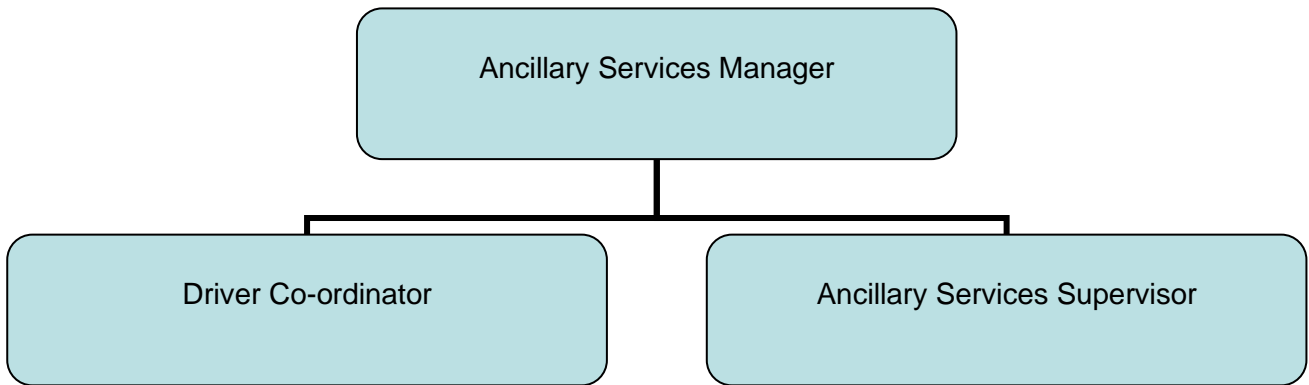 Ancillary Services Manager
Driver Co-ordinator
Ancillary Services Supervisor